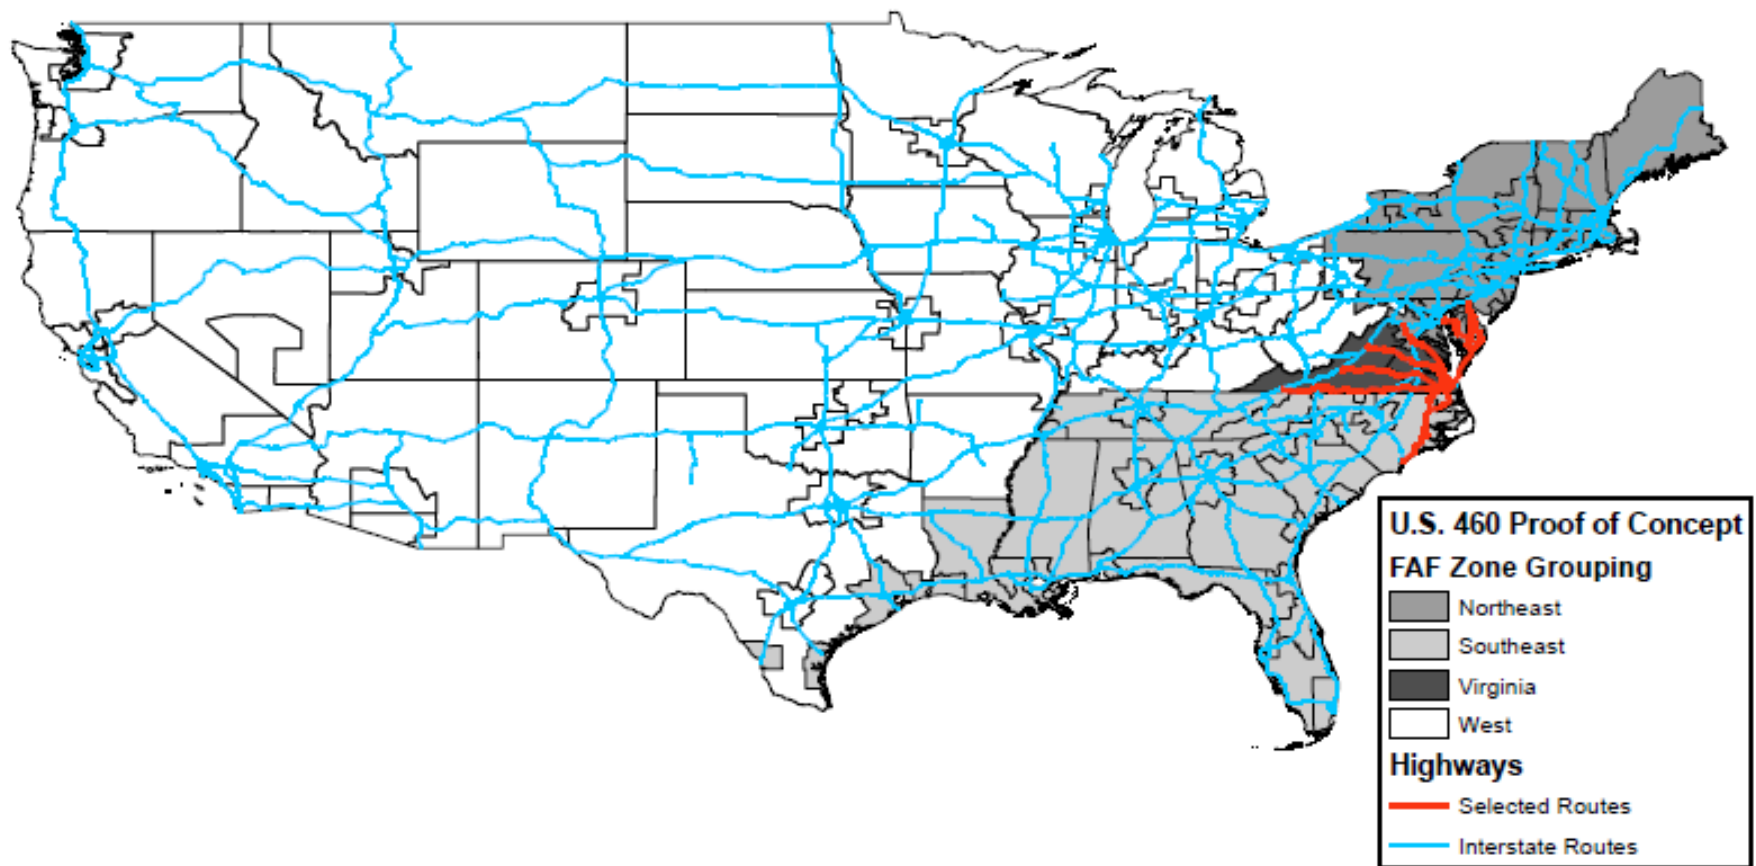 U.S. 460 Proof of Concept
FAF Zone Grouping
Northeast
Southeast
Virginia
West
Highways
Selected Routes
Interstate Routes